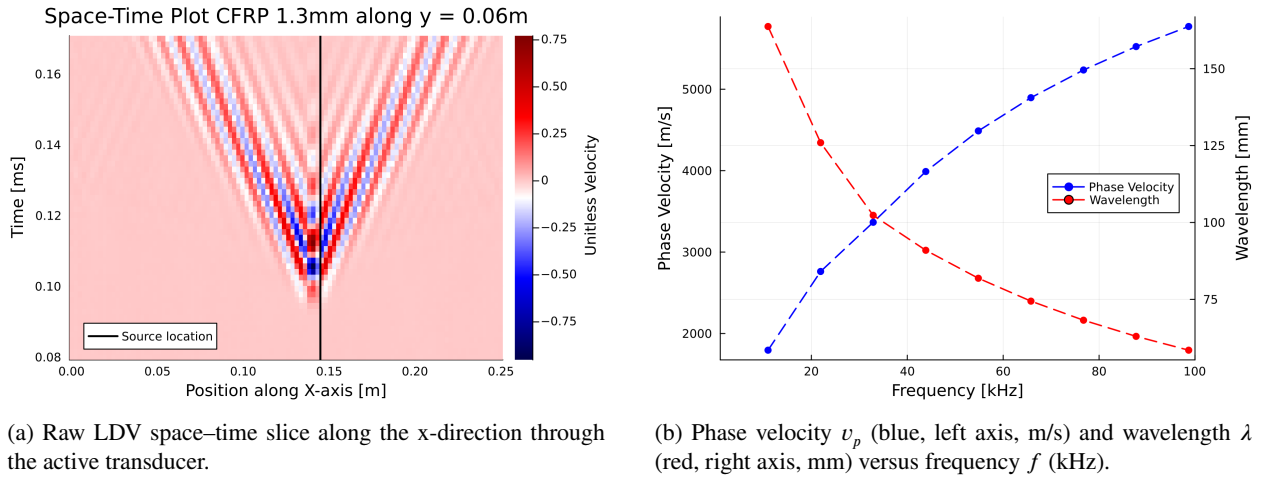 Space-Time Plot CFRP 1.3mm along y = 0.06m
Time [ms]
0.16
0.14
0.12
0.10
0.08
0.00
0.05
0.10
0.15
0.20
0.25
Position along X-axis [m]
Source location
0.75
0.50
0.25
0
−0.25
−0.50
−0.75
Unitless Velocity
Phase Velocity [m/s]
5000
4000
3000
2000
20
40
60
80
100
Frequency [kHz]
Phase Velocity
Wavelength
150
125
100
75
Wavelength [mm]
(a) Raw LDV space–time slice along the x-direction through
the active transducer.
(b) Phase velocity v_p (blue, left axis, m/s) and wavelength λ
(red, right axis, mm) versus frequency f (kHz).